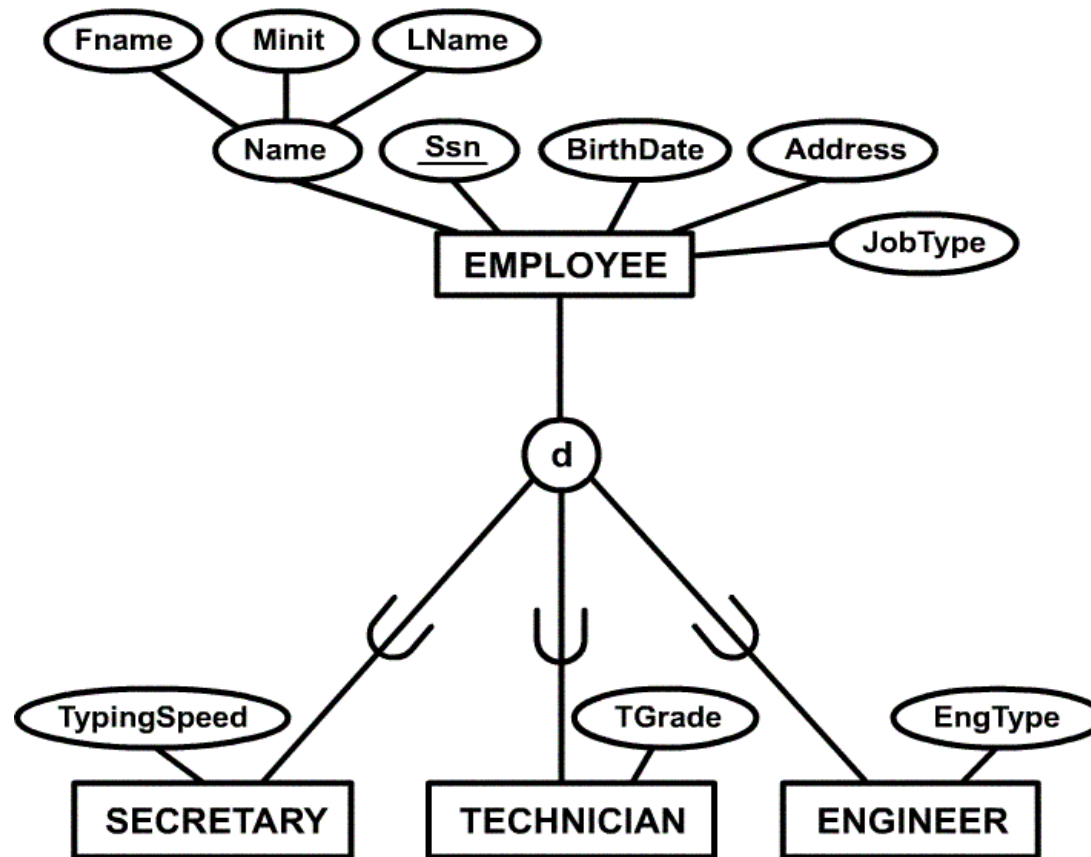 Fname
Minit
LName
Name
Ssn
BirthDate
Address
JobType
EMPLOYEE
d
TypingSpeed
TGrade
EngType
SECRETARY
TECHNICIAN
ENGINEER